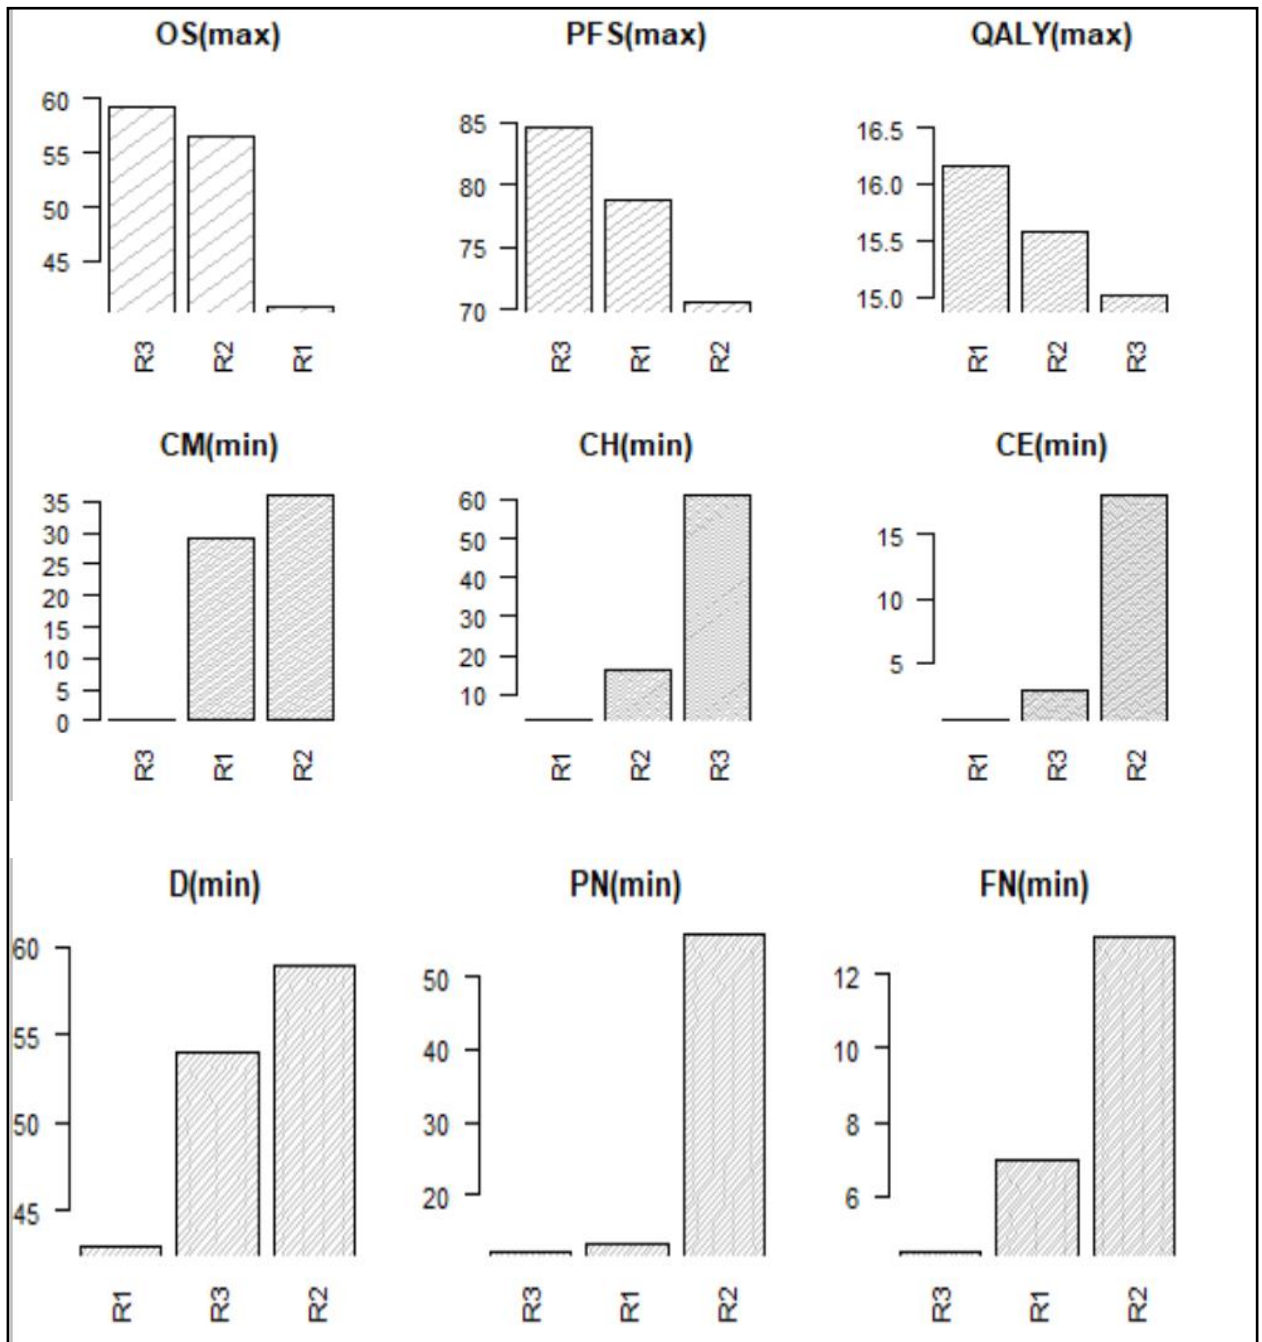 OS(max)
60
55
50
45
R3 R2 R1
PFS(max)
85
80
75
70
R3 R1 R2
QALY(max)
16.5
16.0
15.5
15.0
R1 R2 R3
CM(min)
35
30
25
20
15
10
5
0
R3 R1 R2
CH(min)
60
50
40
30
20
10
R1 R2 R3
CE(min)
15
10
5
R1 R3 R2
D(min)
60
55
50
45
R1 R3 R2
PN(min)
50
40
30
20
R3 R1 R2
FN(min)
12
10
8
6
R3 R1 R2